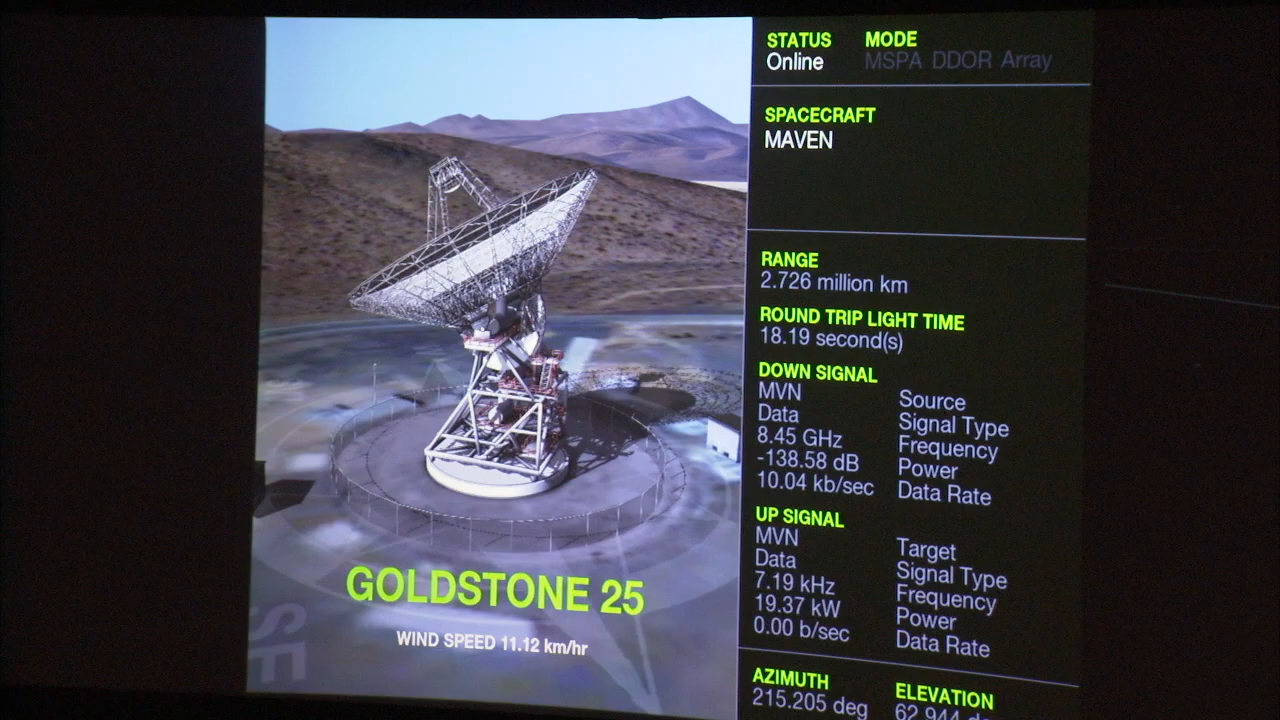 STATUS MODE
Online MSPA DDOR Array
SPACECRAFT
MAVEN
RANGE
2.726 million km
ROUND TRIP LIGHT TIME
18.19 second(s)
DOWN SIGNAL
MVN Source
Data Signal Type
8.45 GHz Frequency
-138.58 dB Power
10.04 kb/sec Data Rate
UP SIGNAL
MVN Target
Data Signal Type
7.19 kHz Frequency
19.37 kW Power
0.00 b/sec Data Rate
AZIMUTH ELEVATION
215.205 deg 62.944
GOLDSTONE 25
WIND SPEED 11.12 km/hr
SE